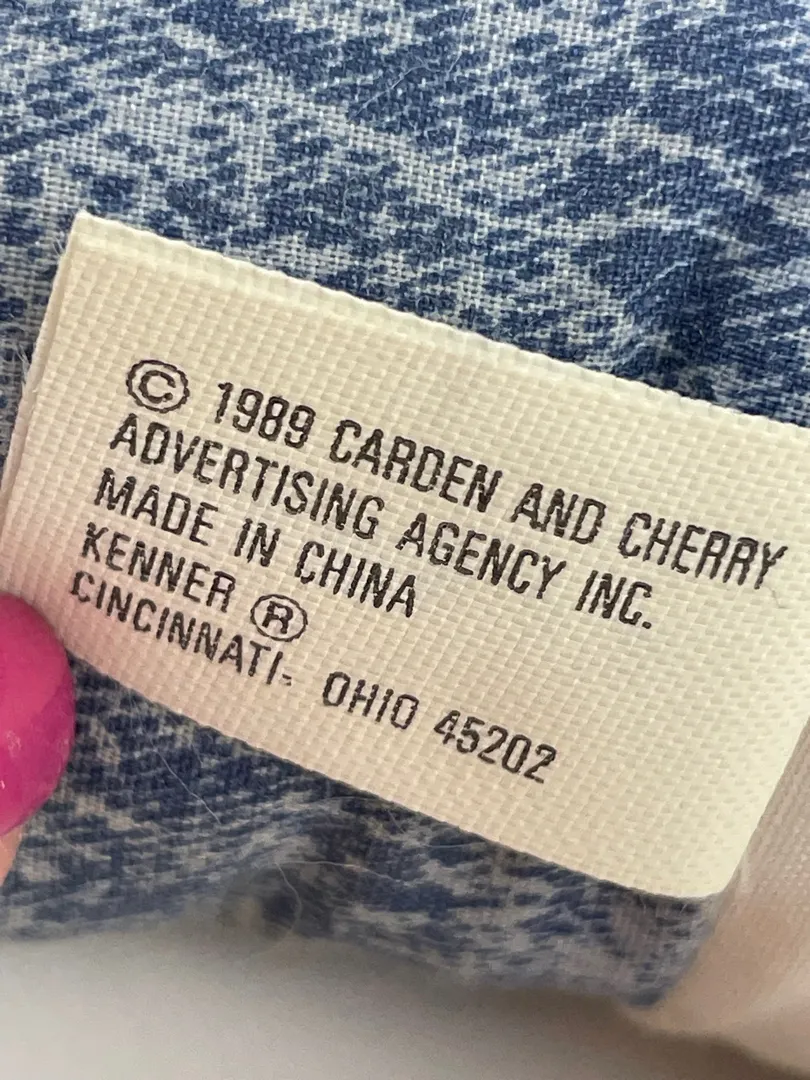 © 1989 CARDEN AND CHERRY
ADVERTISING AGENCY INC.
MADE IN CHINA
KENNER ®
CINCINNATI- OHIO 45202